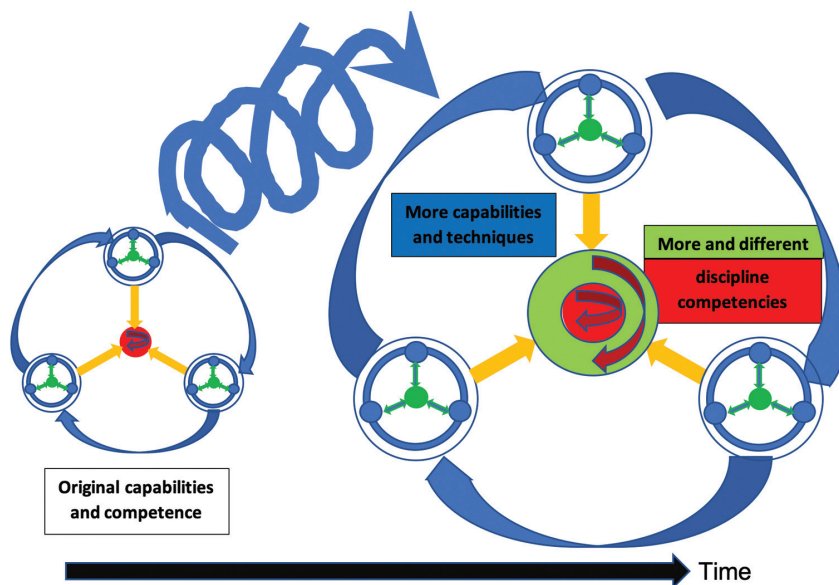 More capabilities
and techniques
More and different
discipline
competencies
Original capabilities
and competence
Time